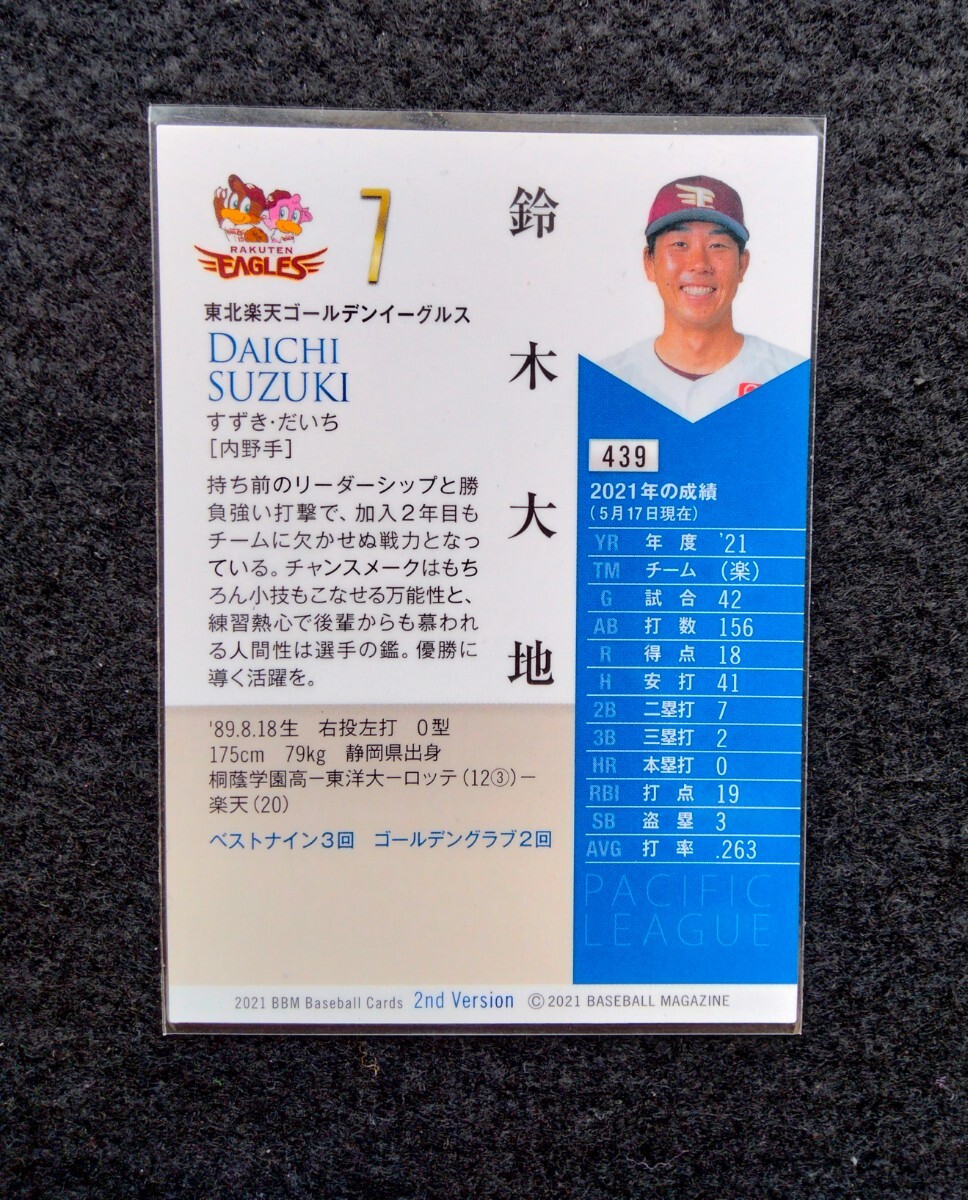 RAKUTEN
EAGLES
7
東北楽天ゴールデンイーグルス
DAICHI
SUZUKI
すずき・だいち
[内野手]
鈴木大地
持ち前のリーダーシップと勝
負強い打撃で、加入2年目も
チームに欠かせぬ戦力となっ
ている。チャンスメークはもち
ろん小技もこなせる万能性と、
練習熱心で後輩からも慕われ
る人間性は選手の鑑。優勝に
導く活躍を。
'89.8.18生 右投左打 O型
175cm 79kg 静岡県出身
桐蔭学園高ー東洋大ーロッテ(12③)ー
楽天(20)
ベストナイン3回 ゴールデングラブ2回
439
2021年の成績
(5月17日現在)
YR 年度 '21
TM チーム (楽)
G 試合 42
AB 打数 156
R 得点 18
H 安打 41
2B 二塁打 7
3B 三塁打 2
HR 本塁打 0
RBI 打点 19
SB 盗塁 3
AVG 打率 .263
PACIFIC
LEAGUE
2021 BBM Baseball Cards 2nd Version ©2021 BASEBALL MAGAZINE